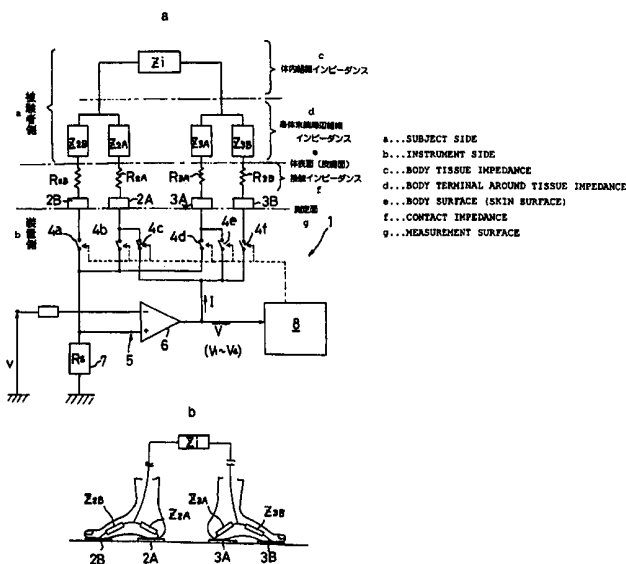 a
c
Zi
体内組織インピーダンス
d
身体末端周辺組織
インピーダンス
Z2B
Z2A
Z3A
Z3B
e
体表面（皮膚面）
R2B
R2A
R3A
R3B
接触インピーダンス
f
2B
2A
3A
3B
測定面
g
b
4a
4b
4c
4d
4e
4f
1
I
8
V
5
6
V
(V1~V4)
Rs
7
a...SUBJECT SIDE
b...INSTRUMENT SIDE
c...BODY TISSUE IMPEDANCE
d...BODY TERMINAL AROUND TISSUE IMPEDANCE
e...BODY SURFACE (SKIN SURFACE)
f...CONTACT IMPEDANCE
g...MEASUREMENT SURFACE
b
Zi
Z2B
Z2A
Z3A
Z3B
2B
2A
3A
3B